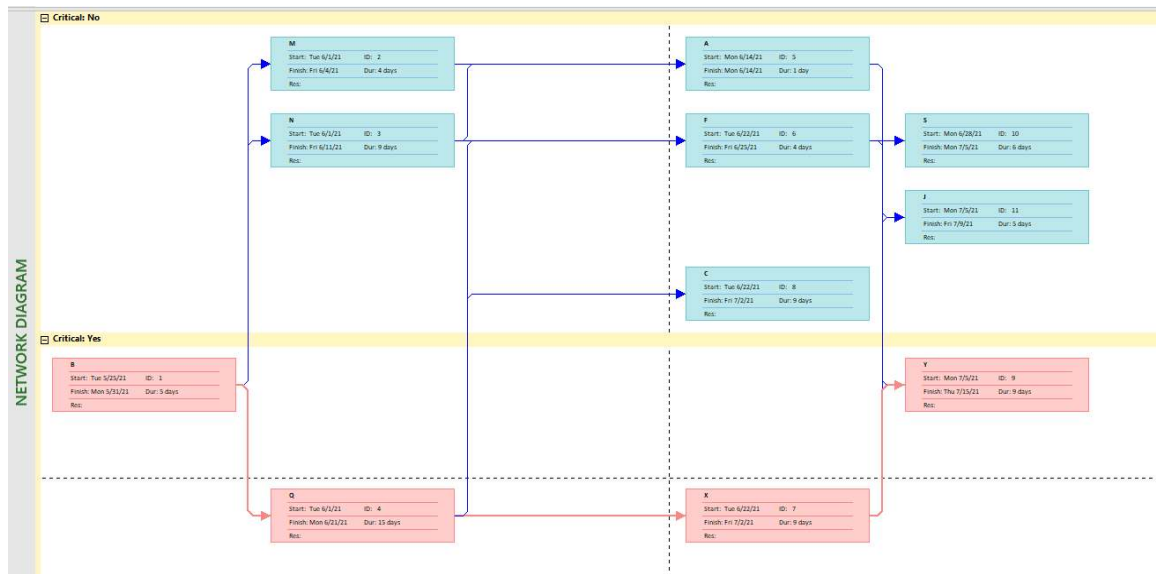 NETWORK DIAGRAM
Critical: No
M
Start: Tue 6/1/21 ID: 2
Finish: Fri 6/4/21 Dur: 4 days
Res:
A
Start: Mon 6/14/21 ID: 5
Finish: Mon 6/14/21 Dur: 1 day
Res:
N
Start: Tue 6/1/21 ID: 3
Finish: Fri 6/11/21 Dur: 9 days
Res:
F
Start: Tue 6/22/21 ID: 6
Finish: Fri 6/25/21 Dur: 4 days
Res:
S
Start: Mon 6/28/21 ID: 10
Finish: Mon 7/5/21 Dur: 6 days
Res:
J
Start: Mon 7/5/21 ID: 11
Finish: Fri 7/9/21 Dur: 5 days
Res:
C
Start: Tue 6/22/21 ID: 8
Finish: Fri 7/2/21 Dur: 9 days
Res:
Critical: Yes
B
Start: Tue 5/25/21 ID: 1
Finish: Mon 5/31/21 Dur: 5 days
Res:
Y
Start: Mon 7/5/21 ID: 9
Finish: Thu 7/15/21 Dur: 9 days
Res:
Q
Start: Tue 6/1/21 ID: 4
Finish: Mon 6/21/21 Dur: 15 days
Res:
X
Start: Tue 6/22/21 ID: 7
Finish: Fri 7/2/21 Dur: 9 days
Res: